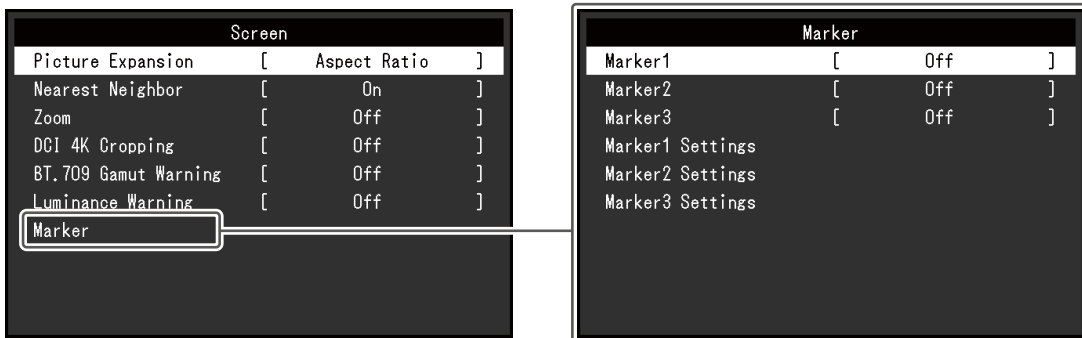 Screen
Picture Expansion [ Aspect Ratio ]
Nearest Neighbor [ On ]
Zoom [ Off ]
DCI 4K Cropping [ Off ]
BT.709 Gamut Warning [ Off ]
Luminance Warning [ Off ]
Marker
Marker
Marker1 [ Off ]
Marker2 [ Off ]
Marker3 [ Off ]
Marker1 Settings
Marker2 Settings
Marker3 Settings